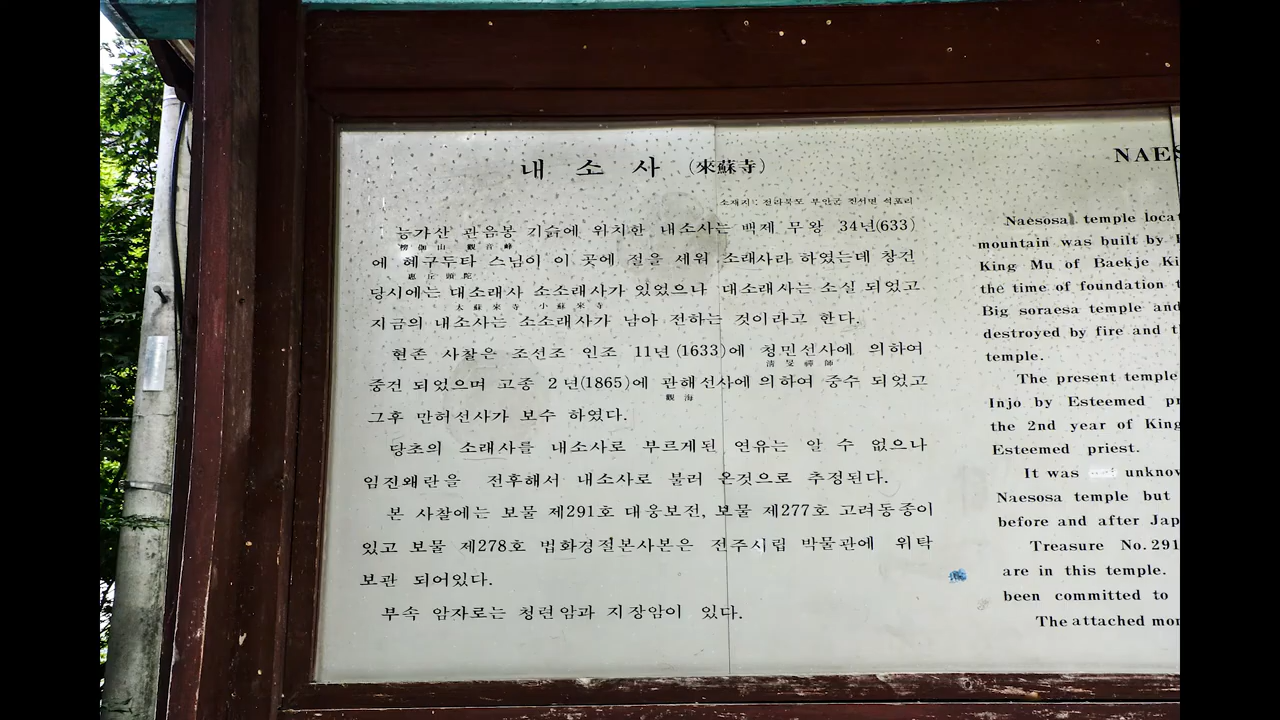 내 소 사 (來蘇寺)
소재지: 전라북도 부안군 진서면 석포리
능가산 관음봉 기슭에 위치한 내소사는 백제 무왕 34년(633)
楞 伽 山 觀 音 峰
에 혜구두타 스님이 이 곳에 절을 세워 소래사라 하였는데 창건
惠 丘 頭 陀
당시에는 대소래사 소소래사가 있었으나 대소래사는 소실 되었고
太 蘇 來 寺 小 蘇 來 寺
지금의 내소사는 소소래사가 남아 전하는 것이라고 한다.
현존 사찰은 조선조 인조 11년 (1633)에 청민선사에 의하여
淸 旻 禪 師
중건 되었으며 고종 2년(1865)에 관해선사에 의하여 중수 되었고
觀 海
그후 만허선사가 보수 하였다.
당초의 소래사를 내소사로 부르게된 연유는 알 수 없으나
임진왜란을 전후해서 내소사로 불러 온것으로 추정된다.
본 사찰에는 보물 제291호 대웅보전, 보물 제277호 고려동종이
있고 보물 제278호 법화경절본사본은 전주시립 박물관에 위탁
보관 되어있다.
부속 암자로는 청련암과 지장암이 있다.
NAES
Naesosa temple locat
mountain was built by
King Mu of Baekje Ki
the time of foundation t
Big soraesa temple and
destroyed by fire and th
temple.
The present temple
Injo by Esteemed pr
the 2nd year of King
Esteemed priest.
It was unknow
Naesosa temple but
before and after Jap
Treasure No. 291
are in this temple.
been committed to
The attached mor